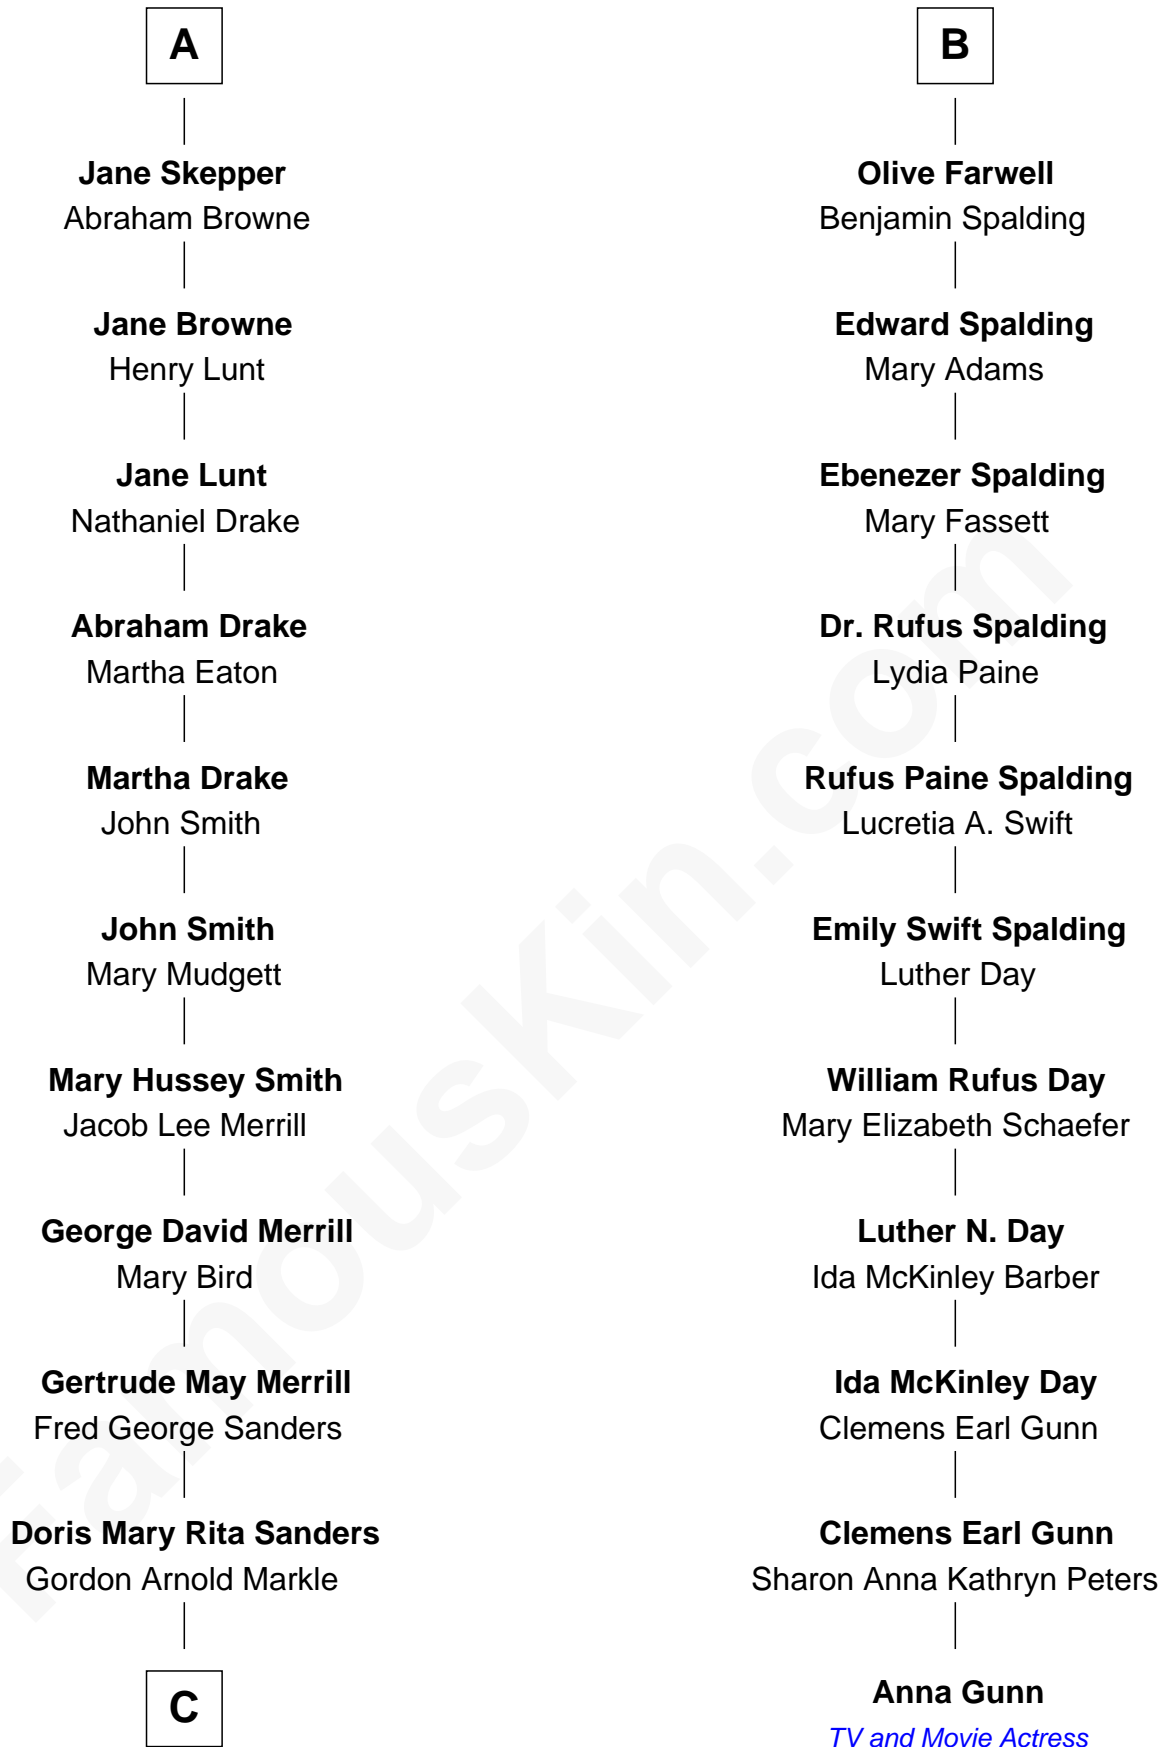 A
Jane Skepper
Abraham Browne
Jane Browne
Henry Lunt
Jane Lunt
Nathaniel Drake
Abraham Drake
Martha Eaton
Martha Drake
John Smith
John Smith
Mary Mudgett
Mary Hussey Smith
Jacob Lee Merrill
George David Merrill
Mary Bird
Gertrude May Merrill
Fred George Sanders
Doris Mary Rita Sanders
Gordon Arnold Markle
C
B
Olive Farwell
Benjamin Spalding
Edward Spalding
Mary Adams
Ebenezer Spalding
Mary Fassett
Dr. Rufus Spalding
Lydia Paine
Rufus Paine Spalding
Lucretia A. Swift
Emily Swift Spalding
Luther Day
William Rufus Day
Mary Elizabeth Schaefer
Luther N. Day
Ida McKinley Barber
Ida McKinley Day
Clemens Earl Gunn
Clemens Earl Gunn
Sharon Anna Kathryn Peters
Anna Gunn
TV and Movie Actress
FamousKin.com